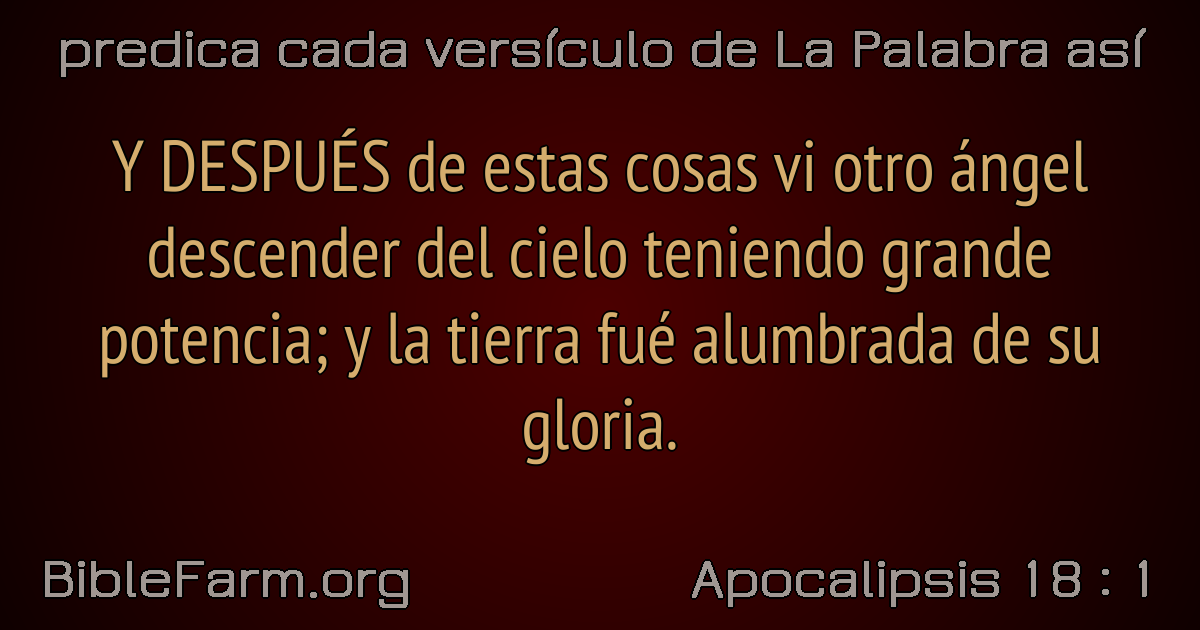 predica cada versículo de La Palabra así
Y DESPUÉS de estas cosas vi otro ángel
descender del cielo teniendo grande
potencia; y la tierra fué alumbrada de su
gloria.
BibleFarm.org
Apocalipsis 18 : 1